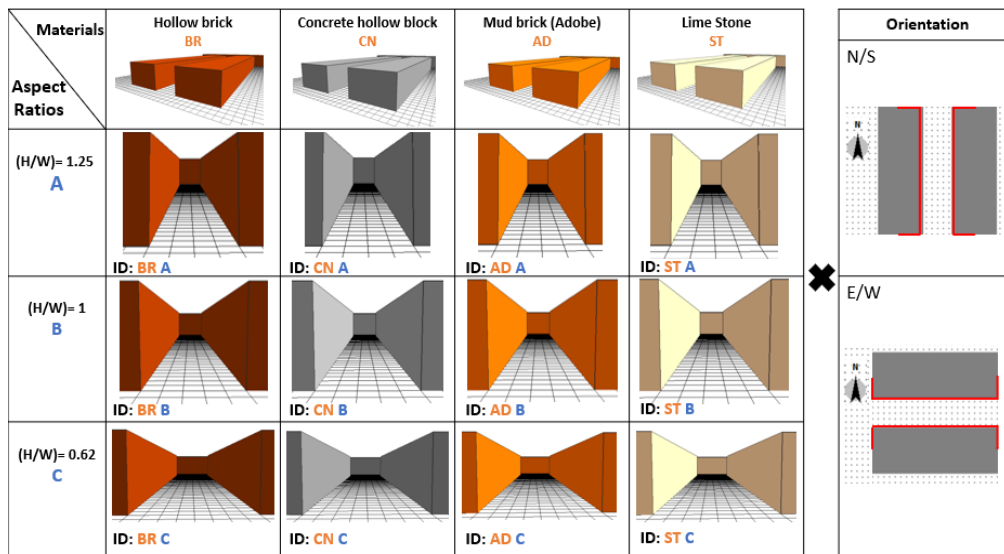 Materials
Aspect
Ratios
Hollow brick
BR
Concrete hollow block
CN
Mud brick (Adobe)
AD
Lime Stone
ST
Orientation
(H/W)= 1.25
A
ID: BR A
ID: CN A
ID: AD A
ID: ST A
(H/W)= 1
B
ID: BR B
ID: CN B
ID: AD B
ID: ST B
(H/W)= 0.62
C
ID: BR C
ID: CN C
ID: AD C
ID: ST C
N/S
N
E/W
N